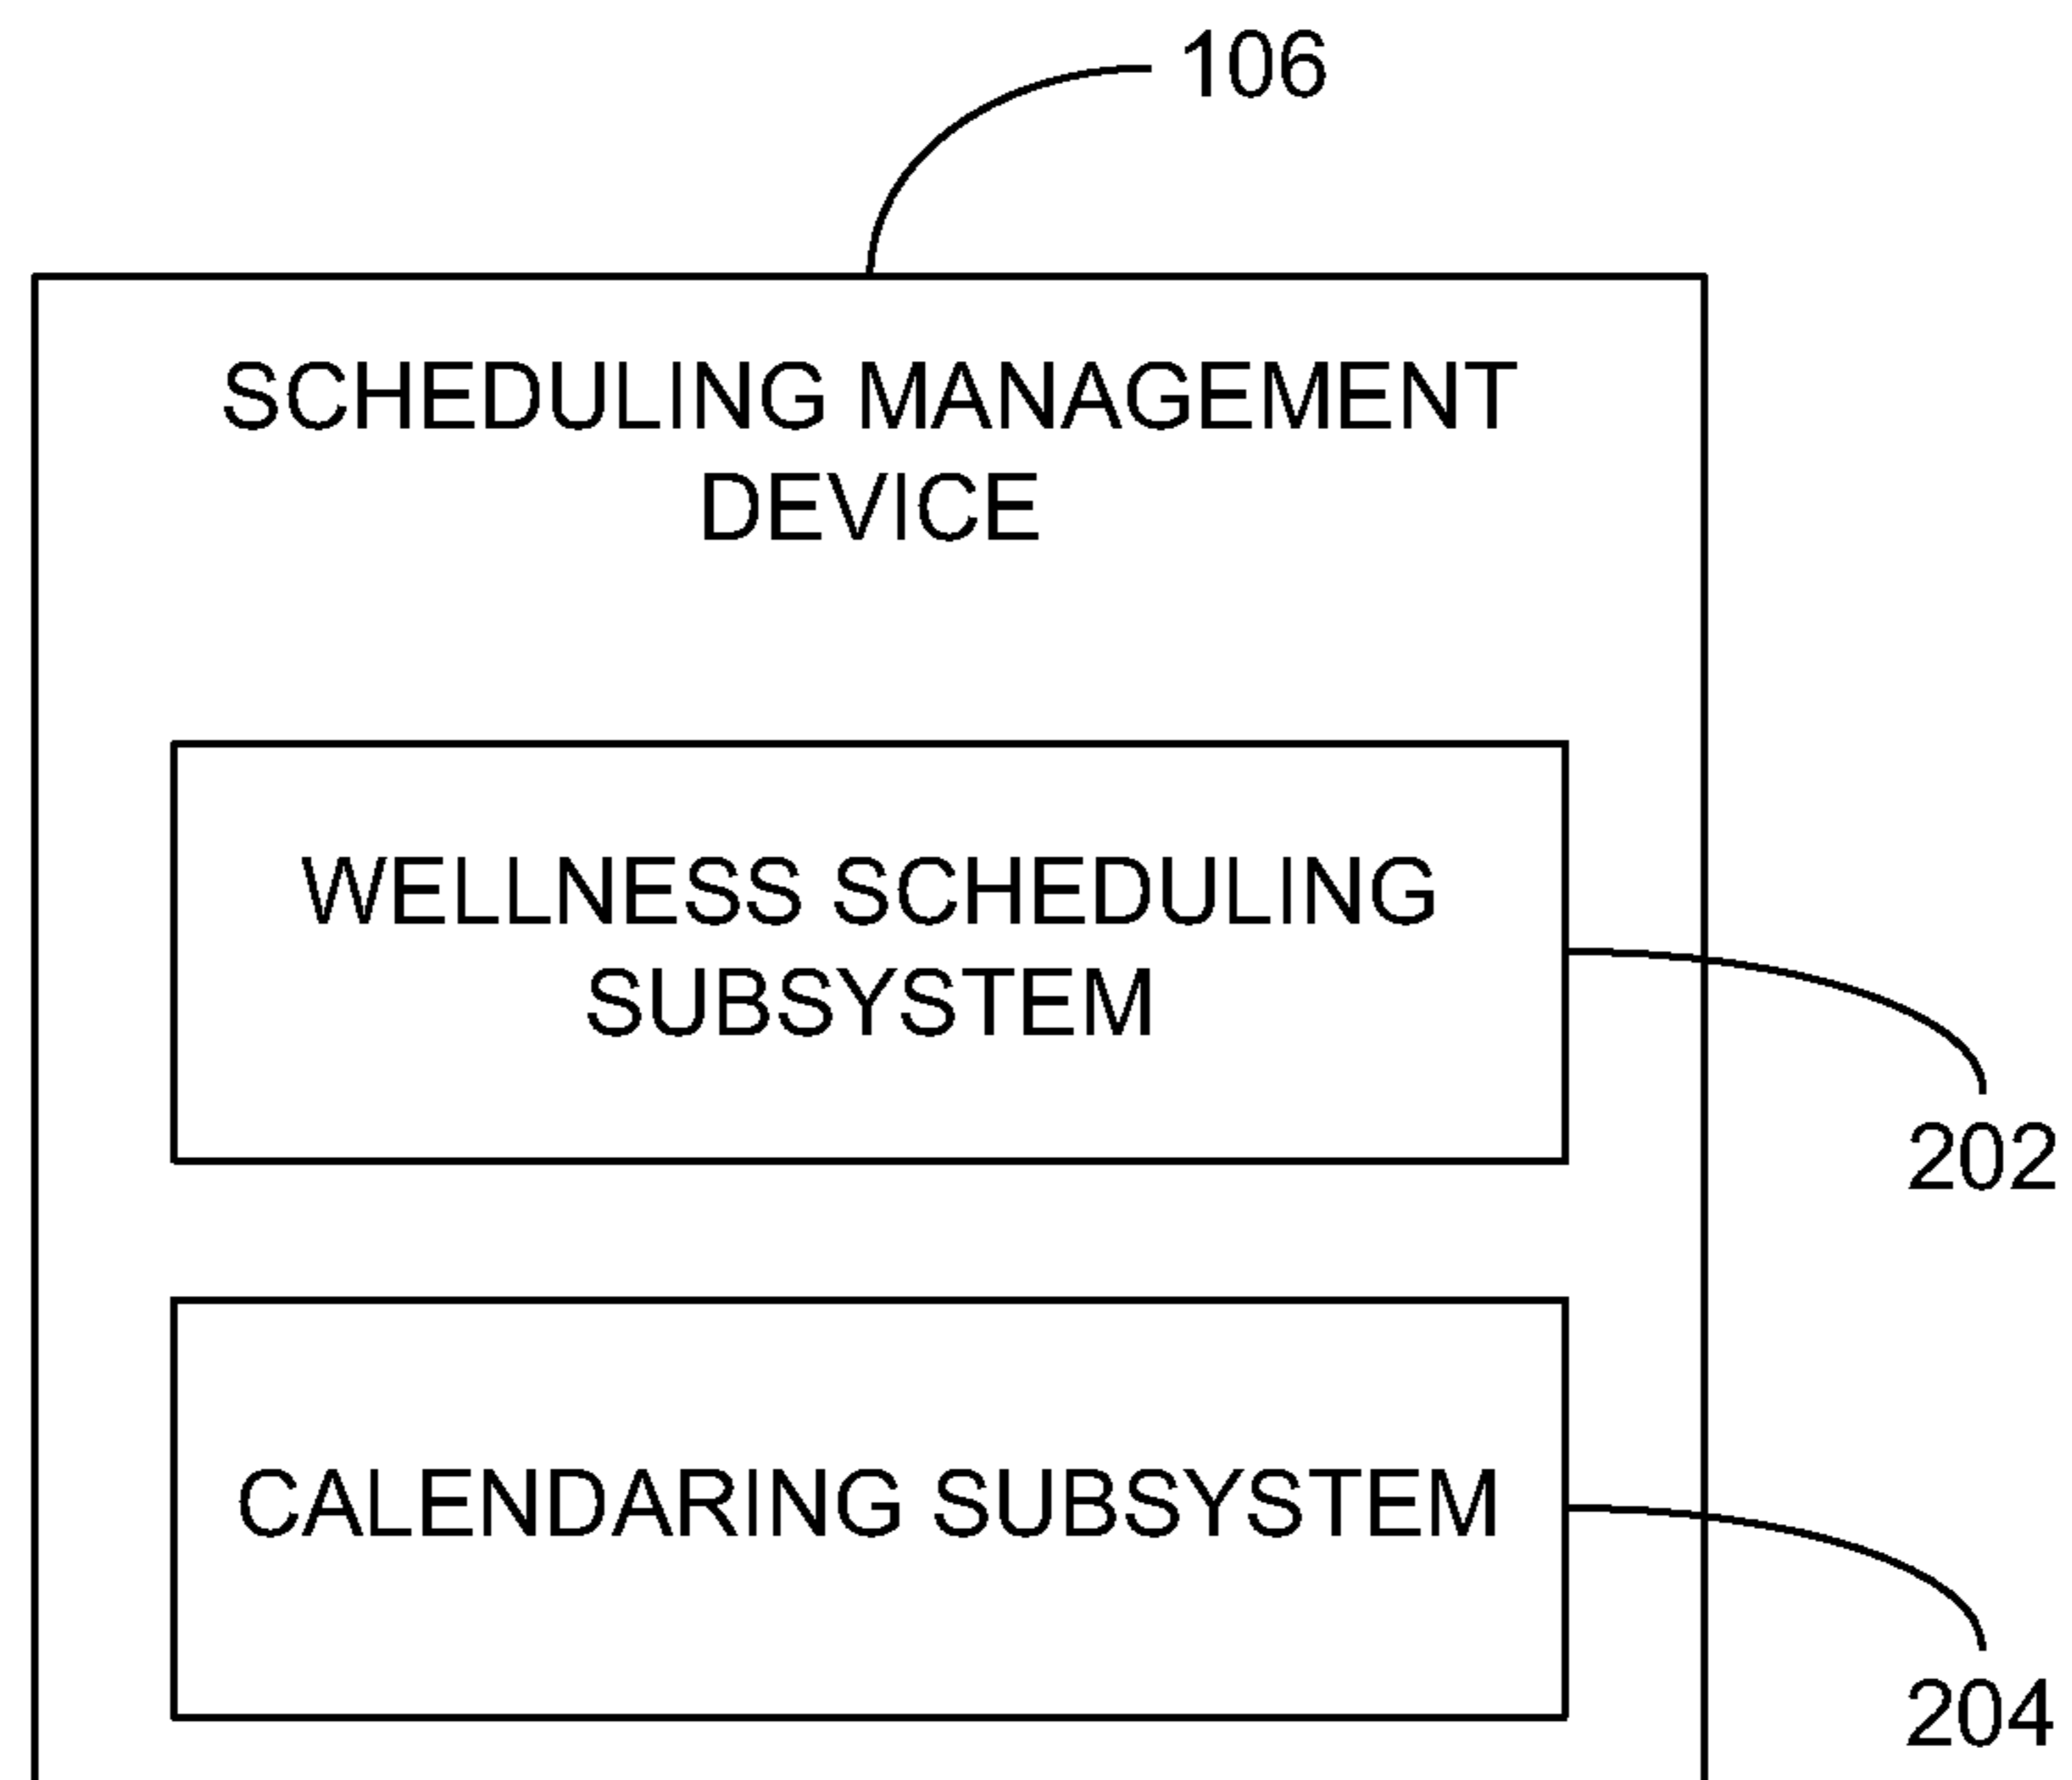 106
SCHEDULING MANAGEMENT
DEVICE
WELLNESS SCHEDULING
SUBSYSTEM
202
CALENDARING SUBSYSTEM
204